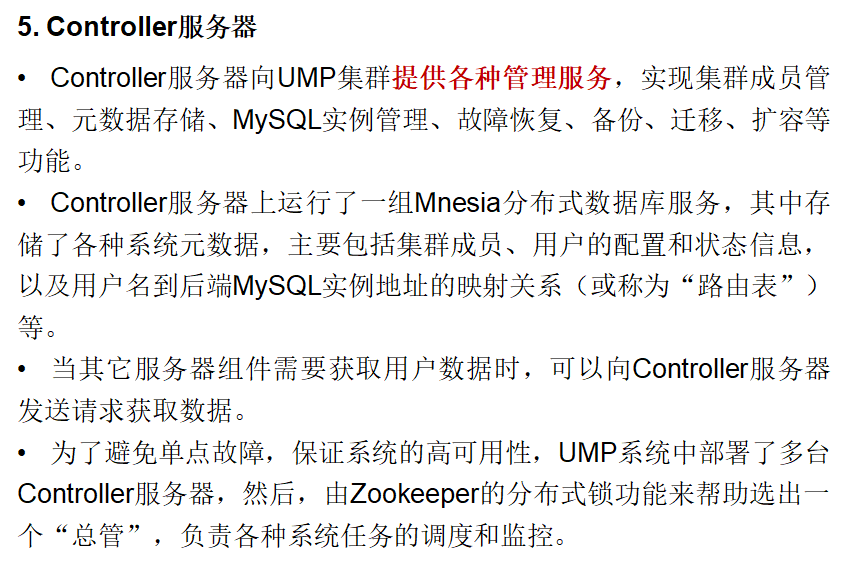 5. Controller服务器
• Controller服务器向UMP集群提供各种管理服务，实现集群成员管
理、元数据存储、MySQL实例管理、故障恢复、备份、迁移、扩容等
功能。
• Controller服务器上运行了一组Mnesia分布式数据库服务，其中存
储了各种系统元数据，主要包括集群成员、用户的配置和状态信息，
以及用户名到后端MySQL实例地址的映射关系（或称为“路由表”）
等。
• 当其它服务器组件需要获取用户数据时，可以向Controller服务器
发送请求获取数据。
• 为了避免单点故障，保证系统的高可用性，UMP系统中部署了多台
Controller服务器，然后，由Zookeeper的分布式锁功能来帮助选出一
个“总管”，负责各种系统任务的调度和监控。